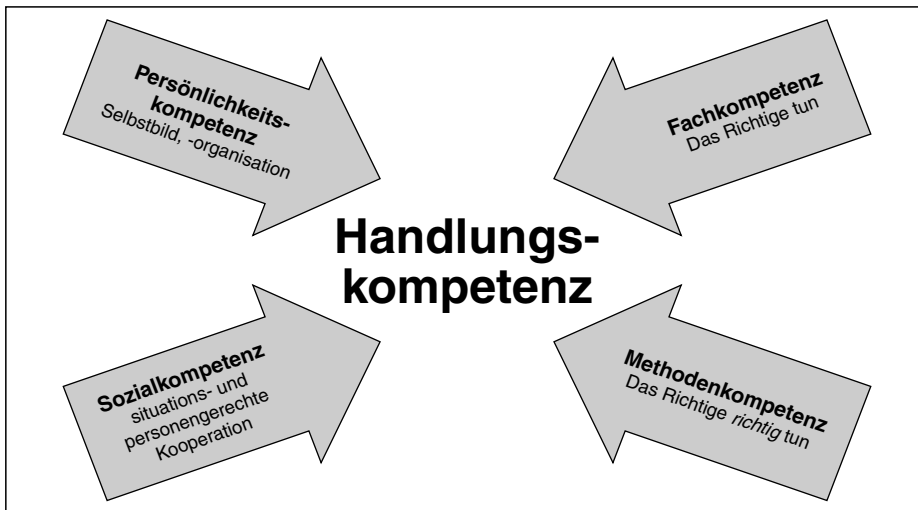 Persönlichkeits-
kompetenz
Selbstbild, -organisation
Fachkompetenz
Das Richtige tun
Handlungs-
kompetenz
Sozialkompetenz
situations- und
personengerechte
Kooperation
Methodenkompetenz
Das Richtige richtig tun